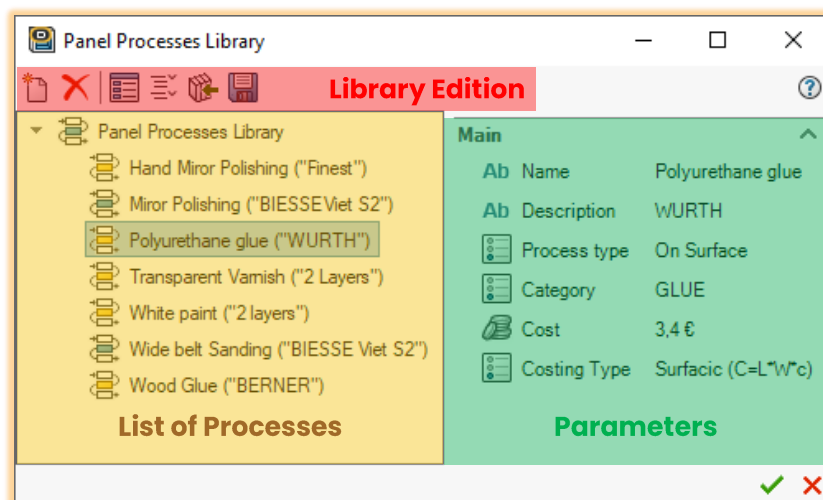 Panel Processes Library
Library Edition
Panel Processes Library
Hand Miror Polishing ("Finest")
Miror Polishing ("BIESSEViet S2")
Polyurethane glue ("WURTH")
Transparent Varnish ("2 Layers")
White paint ("2 layers")
Wide belt Sanding ("BIESSE Viet S2")
Wood Glue ("BERNER")
List of Processes
Main
Ab Name Polyurethane glue
Ab Description WURTH
Process type On Surface
Category GLUE
Cost 3,4 €
Costing Type Surfacic (C=L*W*c)
Parameters